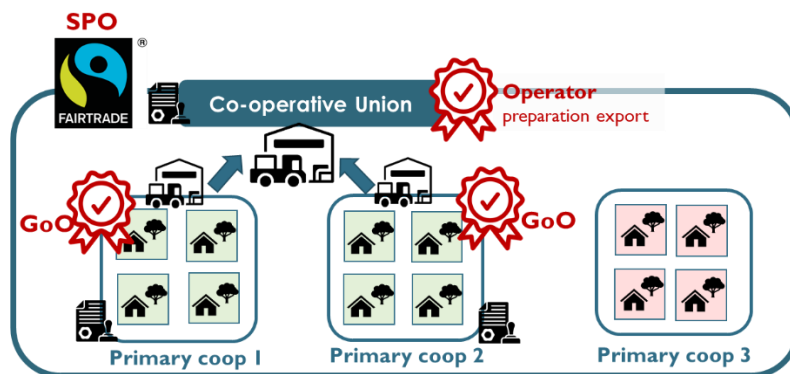 SPO
®
FAIRTRADE
Co-operative Union
Operator
preparation export
GoO
GoO
Primary coop 1
Primary coop 2
Primary coop 3